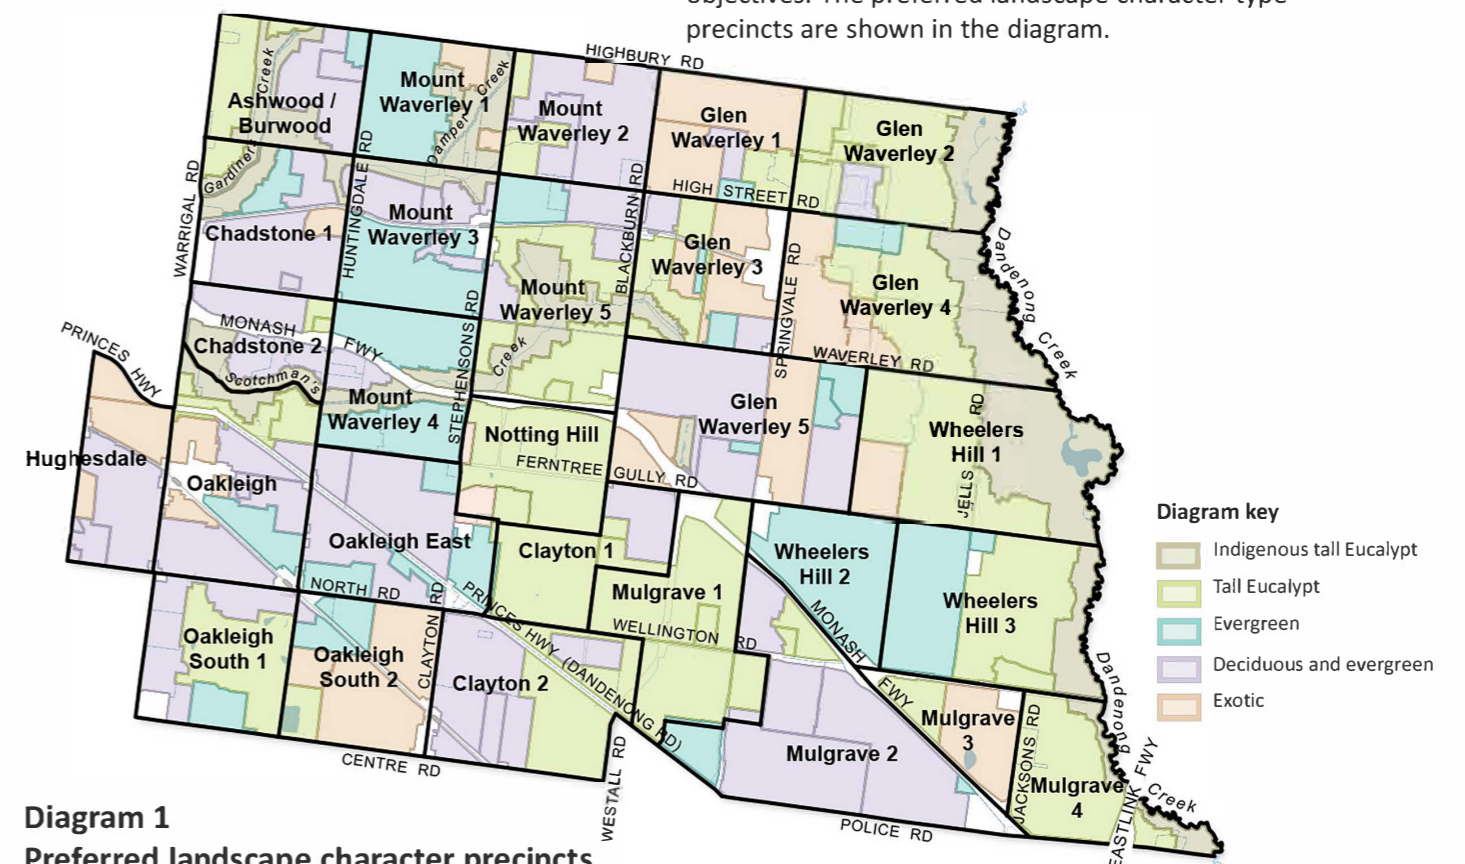 objectives. The preferred landscape character type
precincts are shown in the diagram.
HIGHBURY RD
Creek
Ashwood /
Burwood
Gardiners
Mount
Waverley 1
Damper Creek
Mount
Waverley 2
Glen
Waverley 1
Glen
Waverley 2
HIGH STREET RD
WARRIGAL RD
HUNTINGDALE RD
BLACKBURN RD
Chadstone 1
Mount
Waverley 3
Glen
Waverley 3
SPRINGVALE RD
Glen
Waverley 4
Dandenong Creek
Mount
Waverley 5
Creek
STEPHENSONS RD
MONASH FWY
Chadstone 2
Scotchman's
PRINCES HWY
WAVERLEY RD
Mount
Waverley 4
Notting Hill
FERNTREE GULLY RD
Glen
Waverley 5
Wheelers
Hill 1
JELLS RD
Hughesdale
Oakleigh
Oakleigh East
Clayton 1
NORTH RD
Mulgrave 1
WELLINGTON RD
Wheelers
Hill 2
MONASH FWY
Wheelers
Hill 3
Oakleigh
South 1
Oakleigh
South 2
CLAYTON RD
Clayton 2
PRINCES HWY (DANDENONG RD)
CENTRE RD
WESTALL RD
Mulgrave 2
POLICE RD
Mulgrave
3
JACKSONS RD
Mulgrave
4
Dandenong Creek
EASTLINK FWY
Diagram key
Indigenous tall Eucalypt
Tall Eucalypt
Evergreen
Deciduous and evergreen
Exotic
Diagram 1
Preferred landscape character precincts